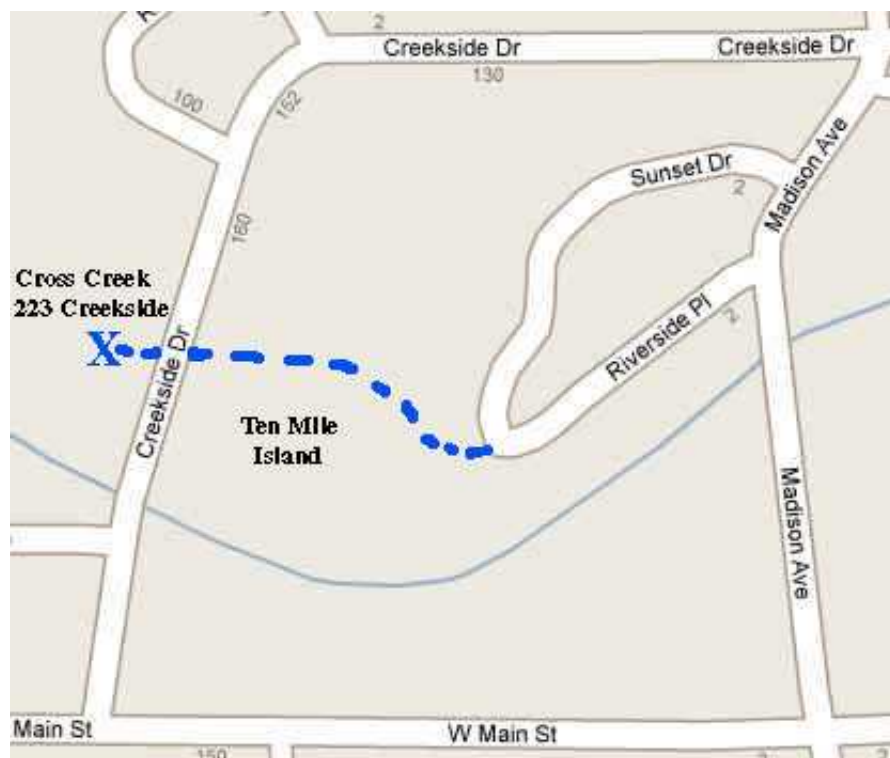 2
Creekside Dr
Creekside Dr
130
100
152
Sunset Dr
2
Madison Ave
160
Cross Creek
223 Creekside
X
Creekside Dr
Riverside Pl
2
Ten Mile
Island
Madison Ave
Main St
W Main St
150